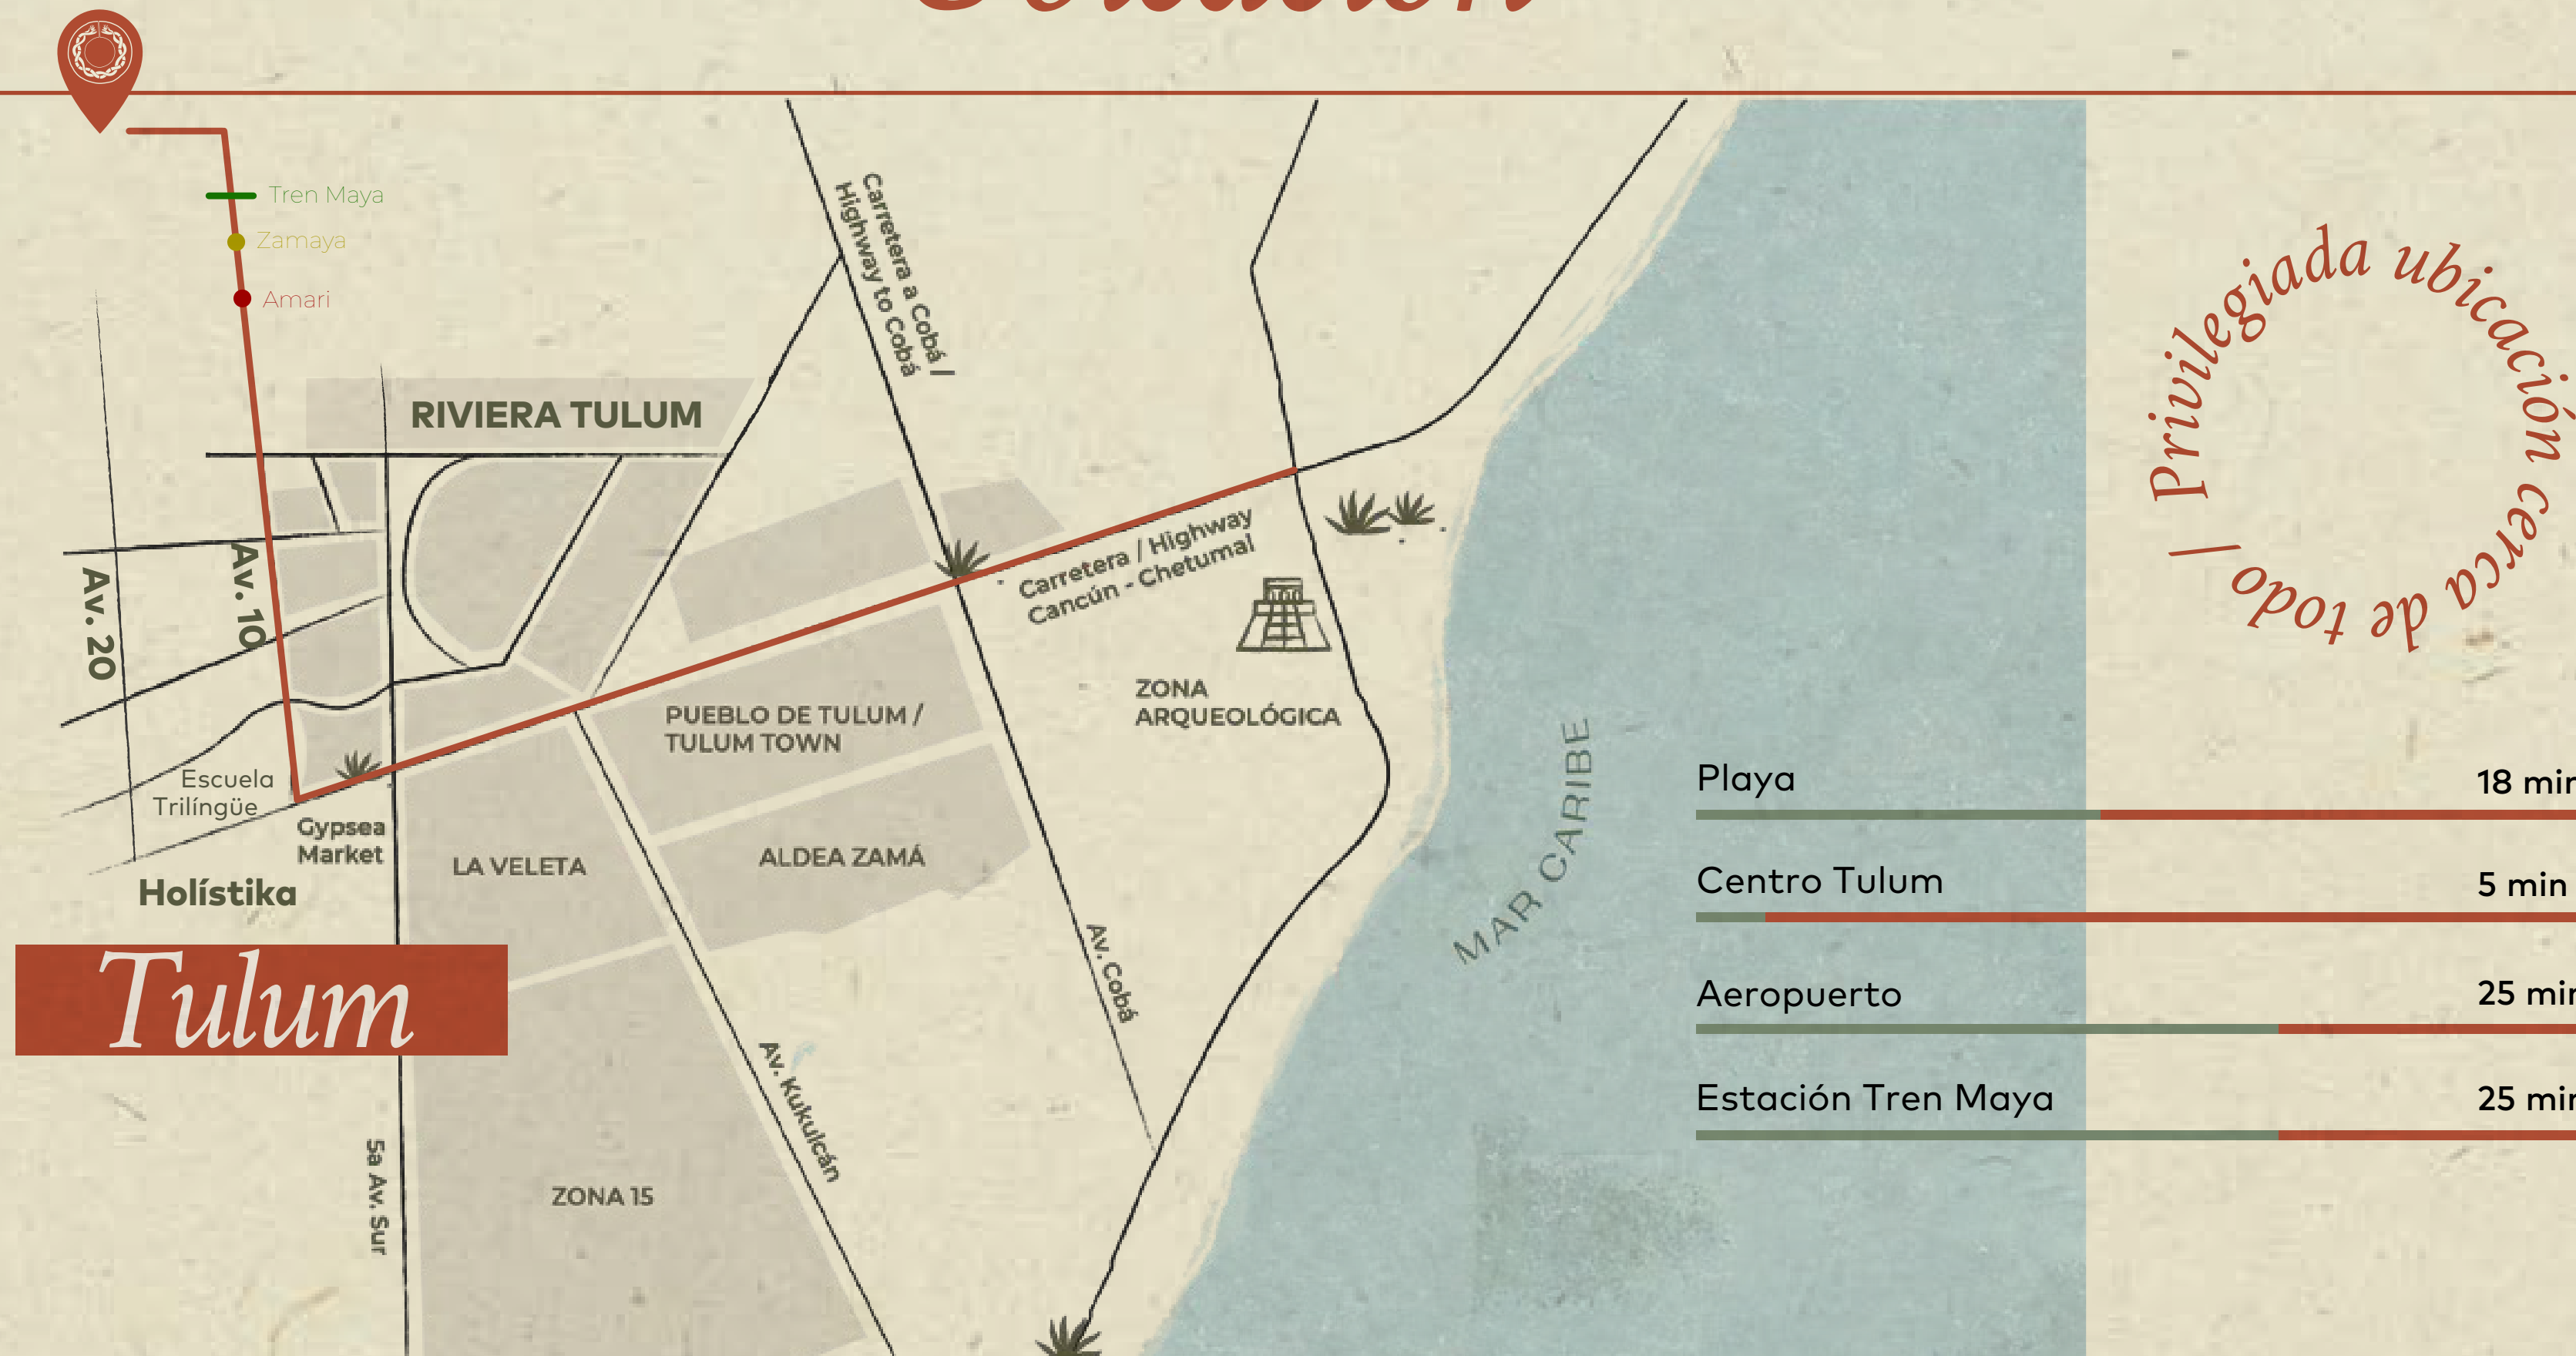 Tren Maya
Zamaya
Amari
Carretera a Cobá /
Highway to Cobá
RIVIERA TULUM
Privilegiada ubicación cerca de todo /
Av. 20
Av. 10
Carretera / Highway
Cancún - Chetumal
ZONA
ARQUEOLÓGICA
PUEBLO DE TULUM /
TULUM TOWN
Escuela
Trilíngüe
Gypsea
Market
Holístika
LA VELETA
ALDEA ZAMÁ
MAR CARIBE
Playa
18 min
Centro Tulum
5 min
Aeropuerto
25 min
Estación Tren Maya
25 min
Tulum
Av. Cobá
Av. Kukulcán
5a Av. Sur
ZONA 15